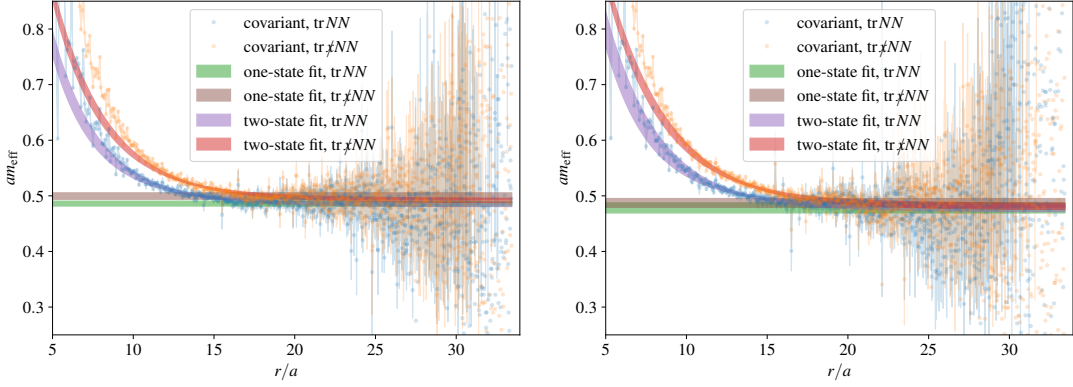 0.8
0.7
0.6
0.5
0.4
0.3
am_eff
5 10 15 20 25 30
r/a
covariant, tr NN
covariant, tr x̸NN
one-state fit, tr NN
one-state fit, tr x̸NN
two-state fit, tr NN
two-state fit, tr x̸NN
0.8
0.7
0.6
0.5
0.4
0.3
am_eff
5 10 15 20 25 30
r/a
covariant, tr NN
covariant, tr x̸NN
one-state fit, tr NN
one-state fit, tr x̸NN
two-state fit, tr NN
two-state fit, tr x̸NN